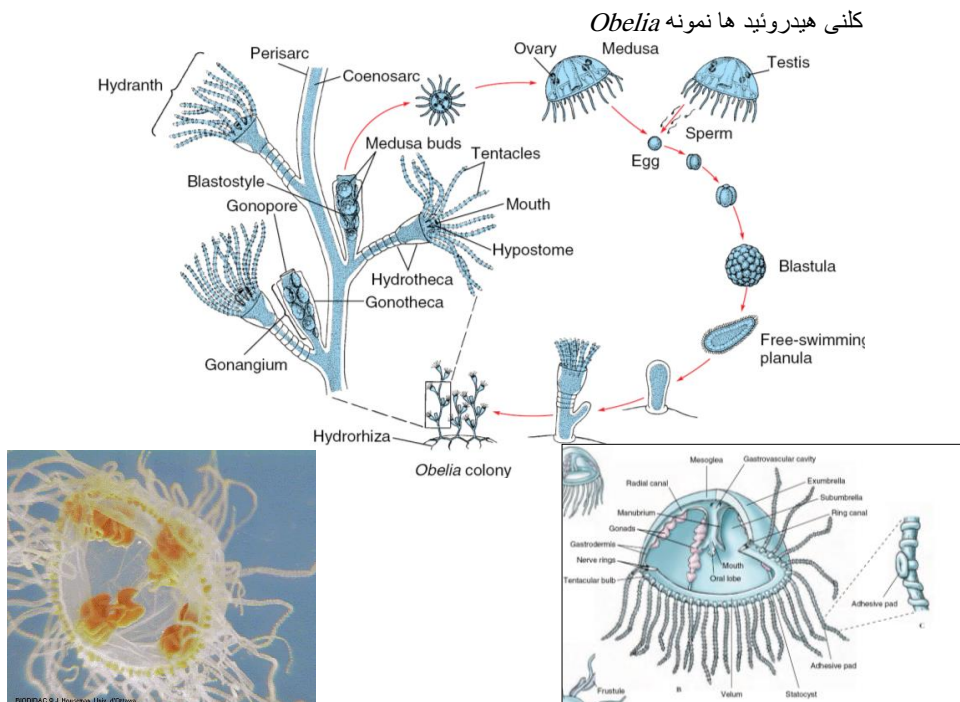 کلنی هیدروئید ها نمونه Obelia
Perisarc
Ovary
Medusa
Testis
Coenosarc
Hydranth
Sperm
Medusa buds
Tentacles
Egg
Blastostyle
Gonopore
Mouth
Hypostome
Blastula
Hydrotheca
Gonotheca
Free-swimming
planula
Gonangium
Hydrorhiza
Obelia colony
Mesoglea
Gastrovascular cavity
Radial canal
Exumbrella
Subumbrella
Manubrium
Ring canal
Gonads
Gastrodermis
Nerve rings
Mouth
Tentacular bulb
Oral lobe
Adhesive pad
C
Adhesive pad
B
Frustule
Velum
Statocyst